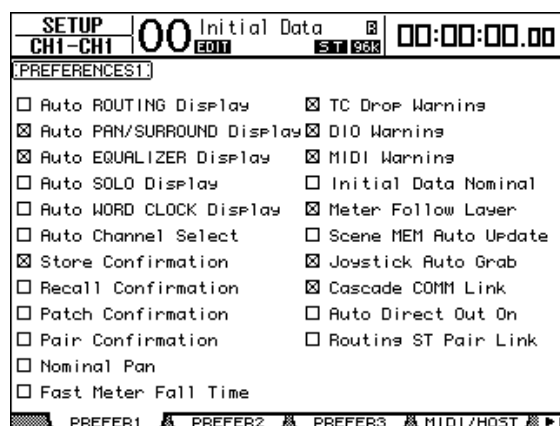 SETUP
CH1-CH1
00
Initial Data
R
EDIT
ST 96k
00:00:00.00
PREFERENCES1
Auto ROUTING Display
Auto PAN/SURROUND Display
Auto EQUALIZER Display
Auto SOLO Display
Auto WORD CLOCK Display
Auto Channel Select
Store Confirmation
Recall Confirmation
Patch Confirmation
Pair Confirmation
Nominal Pan
Fast Meter Fall Time
TC Drop Warning
DIO Warning
MIDI Warning
Initial Data Nominal
Meter Follow Layer
Scene MEM Auto Update
Joystick Auto Grab
Cascade COMM Link
Auto Direct Out On
Routing ST Pair Link
PREFER1
PREFER2
PREFER3
MIDI/HOST